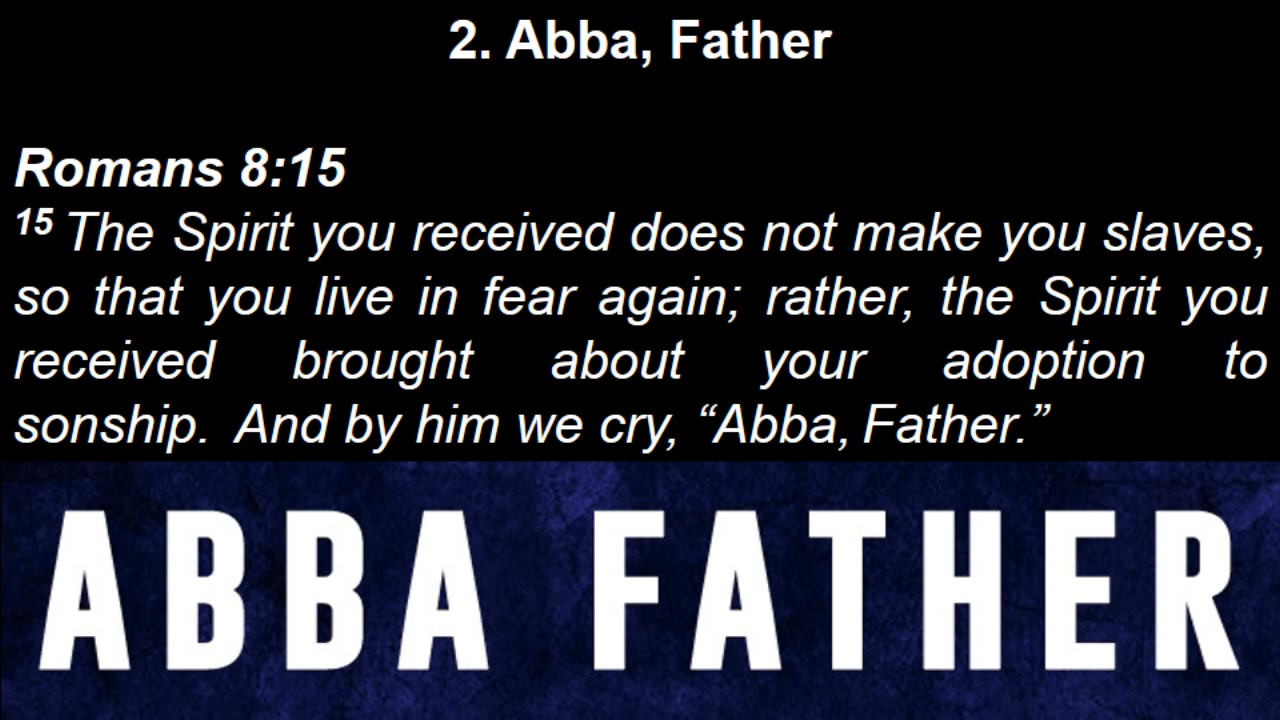 2. Abba, Father
Romans 8:15
15 The Spirit you received does not make you slaves,
so that you live in fear again; rather, the Spirit you
received brought about your adoption to
sonship. And by him we cry, “Abba, Father.”
ABBA FATHER